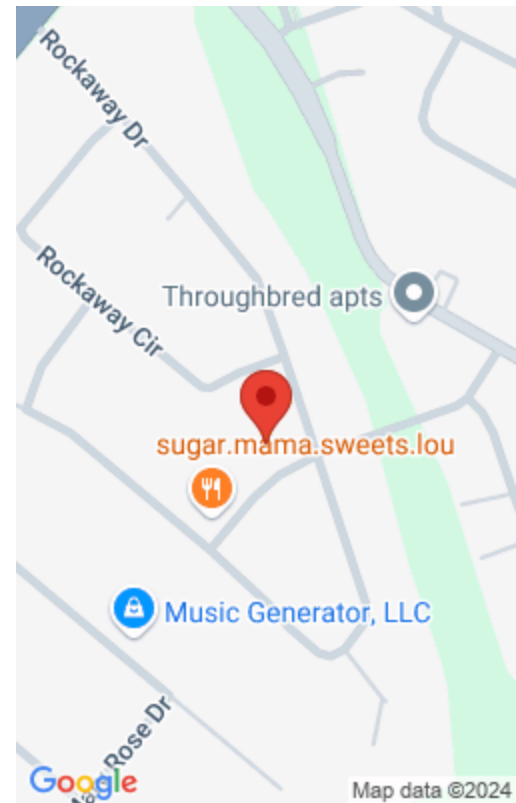 Rockaway Dr
Throughbred apts
Rockaway Cir
sugar.mama.sweets.lou
Music Generator, LLC
Rose Dr
Google
Map data ©2024